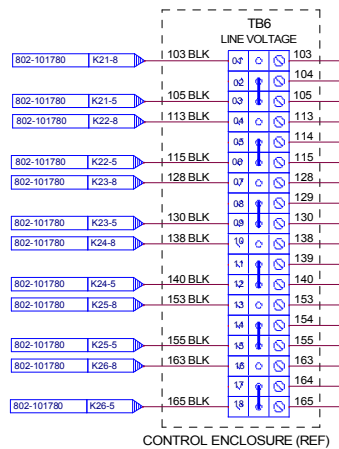 TB6
LINE VOLTAGE
802-101780 K21-8 103 BLK 01 103
02 104
802-101780 K21-5 105 BLK 03 105
802-101780 K22-8 113 BLK 04 113
05 114
802-101780 K22-5 115 BLK 06 115
802-101780 K23-8 128 BLK 07 128
08 129
802-101780 K23-5 130 BLK 09 130
802-101780 K24-8 138 BLK 10 138
11 139
802-101780 K24-5 140 BLK 12 140
802-101780 K25-8 153 BLK 13 153
14 154
802-101780 K25-5 155 BLK 15 155
802-101780 K26-8 163 BLK 16 163
17 164
802-101780 K26-5 165 BLK 18 165
CONTROL ENCLOSURE (REF)